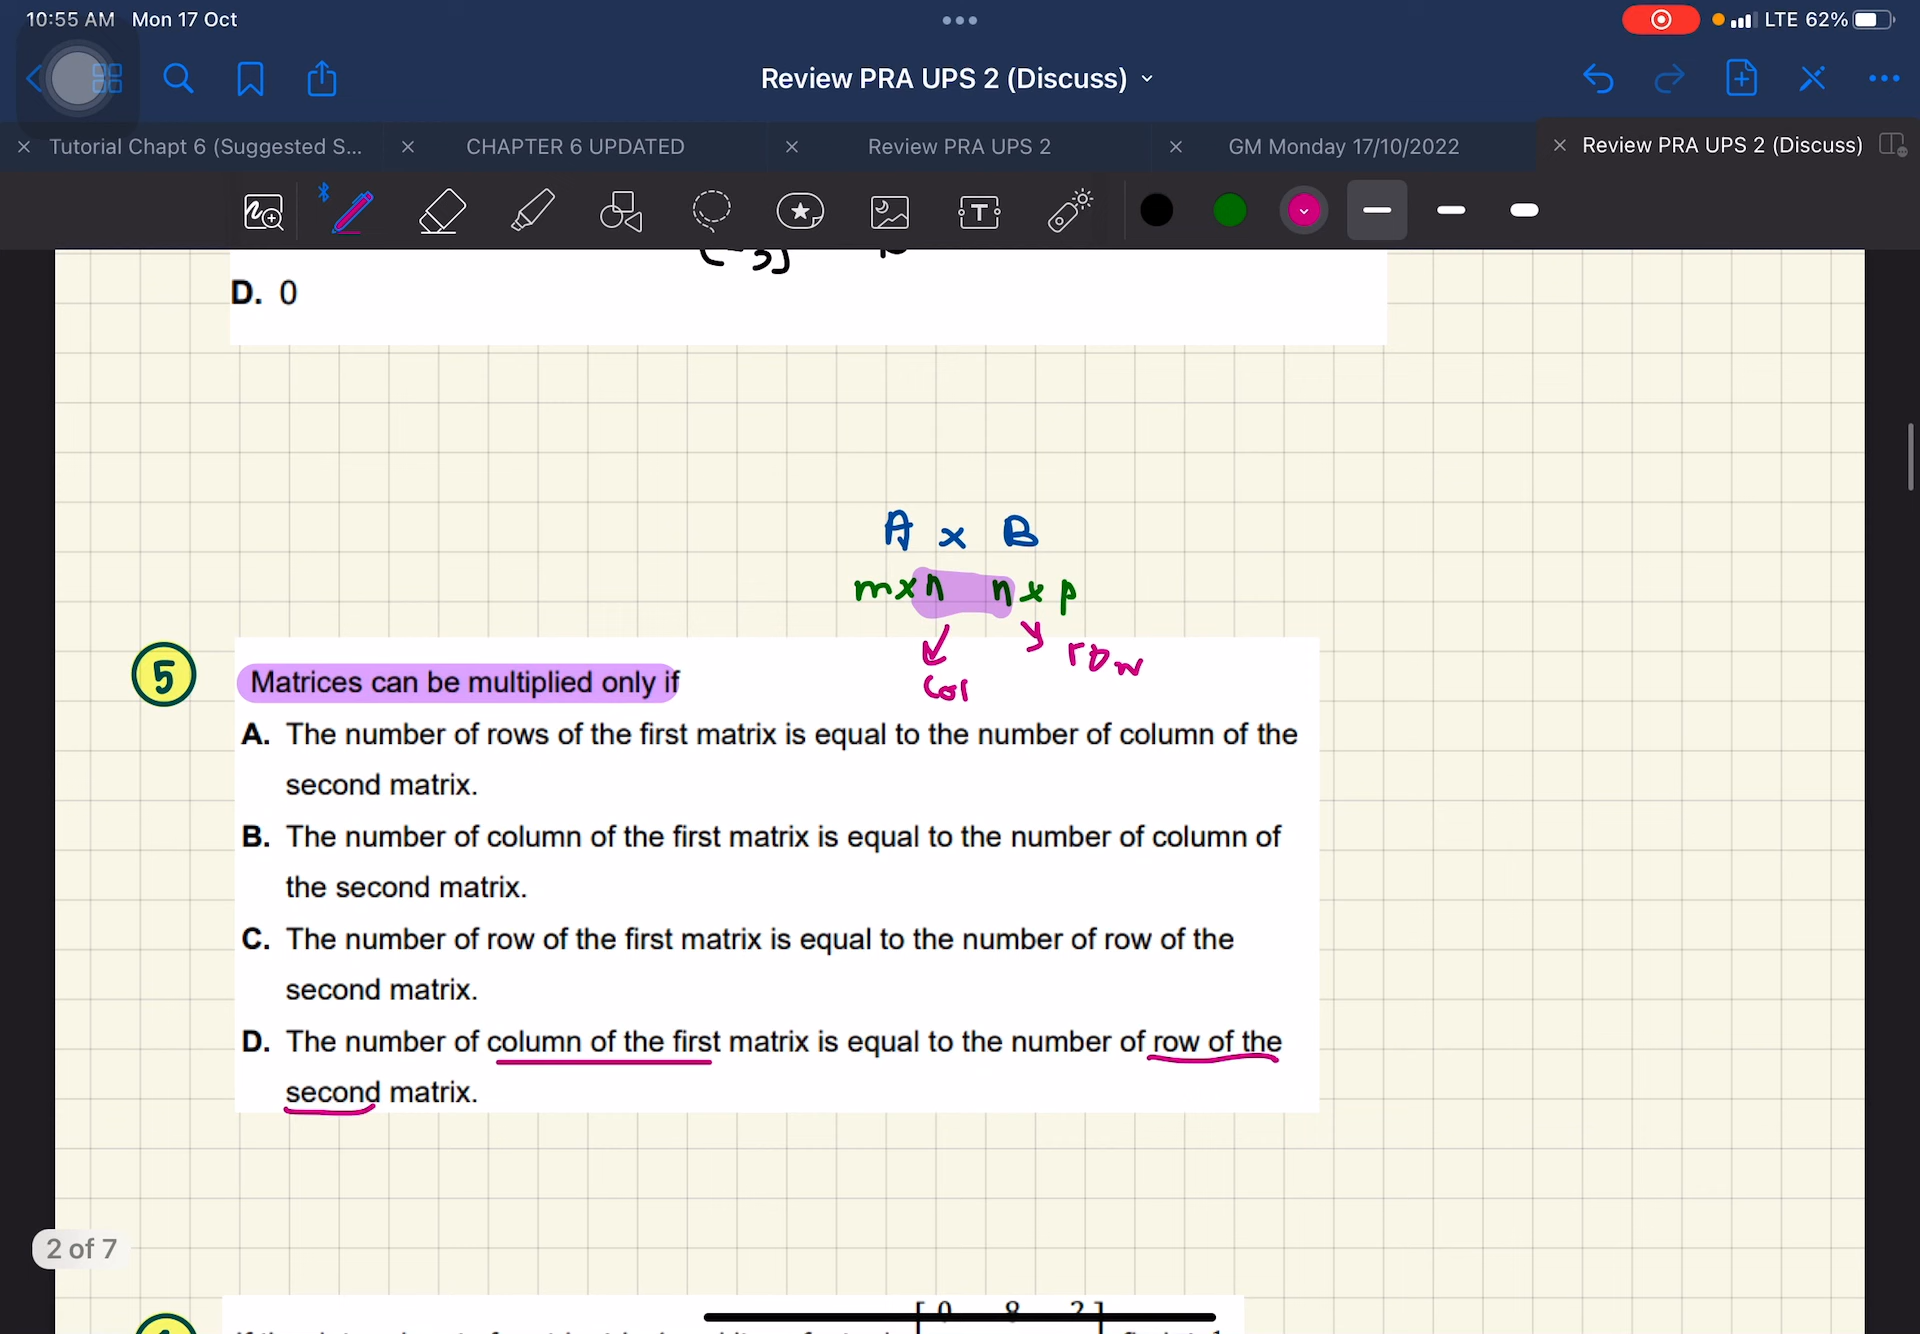 10:55 AM Mon 17 Oct
LTE 62%
Review PRA UPS 2 (Discuss)
Tutorial Chapt 6 (Suggested S...
CHAPTER 6 UPDATED
Review PRA UPS 2
GM Monday 17/10/2022
Review PRA UPS 2 (Discuss)
D. 0
A x B
m x n n x p
row
Col
5
Matrices can be multiplied only if
A. The number of rows of the first matrix is equal to the number of column of the
second matrix.
B. The number of column of the first matrix is equal to the number of column of
the second matrix.
C. The number of row of the first matrix is equal to the number of row of the
second matrix.
D. The number of column of the first matrix is equal to the number of row of the
second matrix.
2 of 7